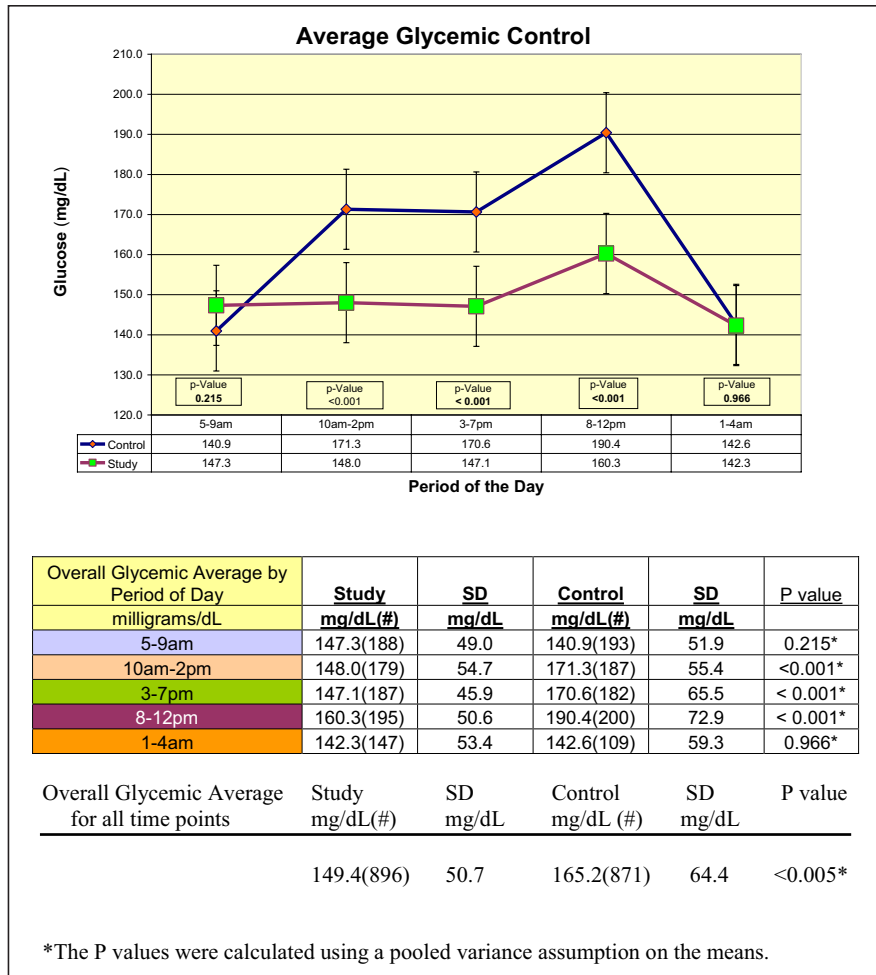 Average Glycemic Control
210.0
200.0
190.0
180.0
170.0
160.0
150.0
140.0
130.0
120.0
Glucose (mg/dL)
p-Value
0.215
p-Value
<0.001
p-Value
< 0.001
p-Value
<0.001
p-Value
0.966
5-9am 10am-2pm 3-7pm 8-12pm 1-4am
Control 140.9 171.3 170.6 190.4 142.6
Study 147.3 148.0 147.1 160.3 142.3
Period of the Day
Overall Glycemic Average by
Period of Day Study SD Control SD P value
milligrams/dL mg/dL(#) mg/dL mg/dL(#) mg/dL
5-9am 147.3(188) 49.0 140.9(193) 51.9 0.215*
10am-2pm 148.0(179) 54.7 171.3(187) 55.4 <0.001*
3-7pm 147.1(187) 45.9 170.6(182) 65.5 < 0.001*
8-12pm 160.3(195) 50.6 190.4(200) 72.9 < 0.001*
1-4am 142.3(147) 53.4 142.6(109) 59.3 0.966*
Overall Glycemic Average Study SD Control SD P value
for all time points mg/dL(#) mg/dL mg/dL (#) mg/dL
149.4(896) 50.7 165.2(871) 64.4 <0.005*
*The P values were calculated using a pooled variance assumption on the means.